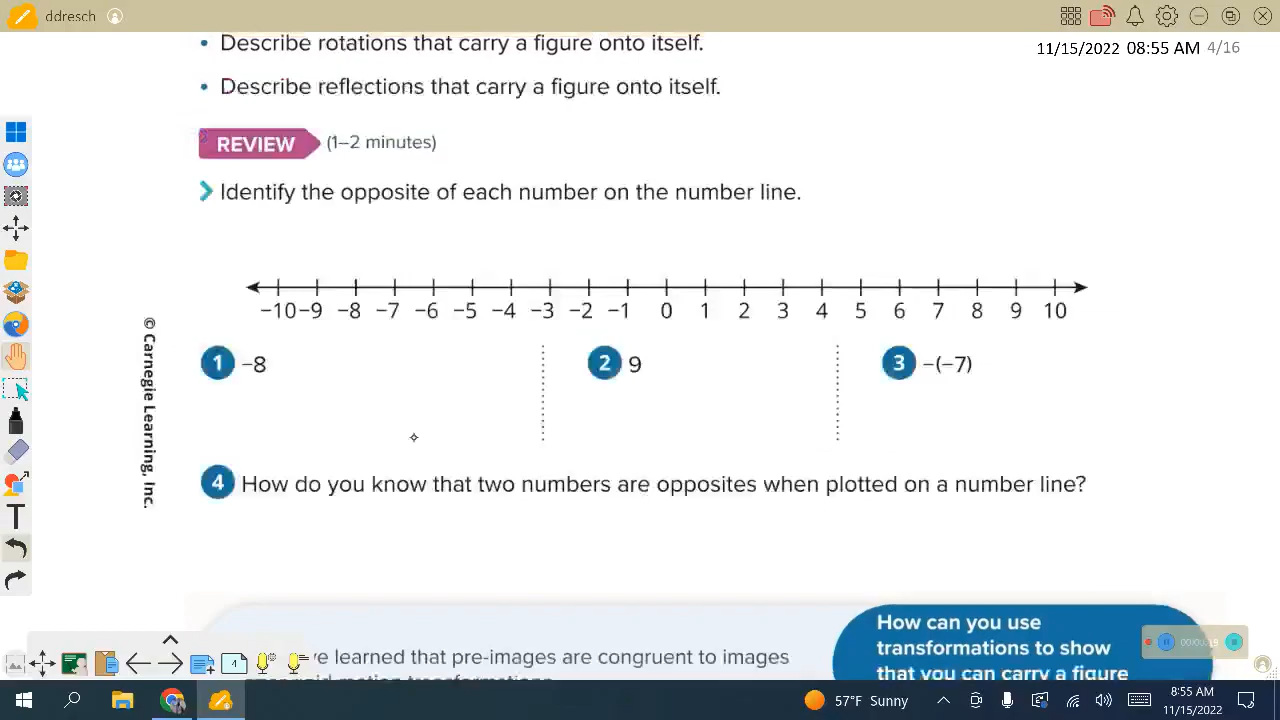 ddresch
11/15/2022 08:55 AM 4/16
• Describe rotations that carry a figure onto itself.
• Describe reflections that carry a figure onto itself.
REVIEW (1–2 minutes)
Identify the opposite of each number on the number line.
−10 −9 −8 −7 −6 −5 −4 −3 −2 −1 0 1 2 3 4 5 6 7 8 9 10
1 −8
2 9
3 −(−7)
4 How do you know that two numbers are opposites when plotted on a number line?
© Carnegie Learning, Inc.
How can you use
transformations to show
that you can carry a figure
ve learned that pre-images are congruent to images
4
57°F Sunny
8:55 AM
11/15/2022